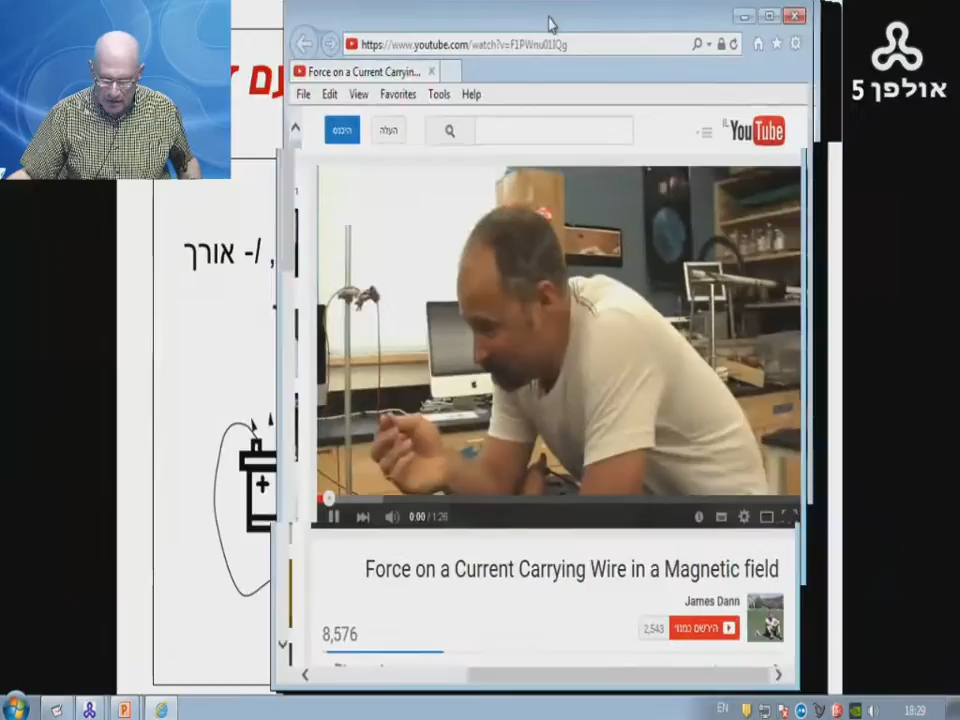 https://www.youtube.com/watch?v=F1PWnu01IQg
Force on a Current Carryin...
File Edit View Favorites Tools Help
היכנס
העלה
YouTube IL
אולפן 5
, l- אורך
+
0:00 / 1:26
Force on a Current Carrying Wire in a Magnetic field
James Dann
הירשם כמנוי 2,543
8,576
EN
18:29